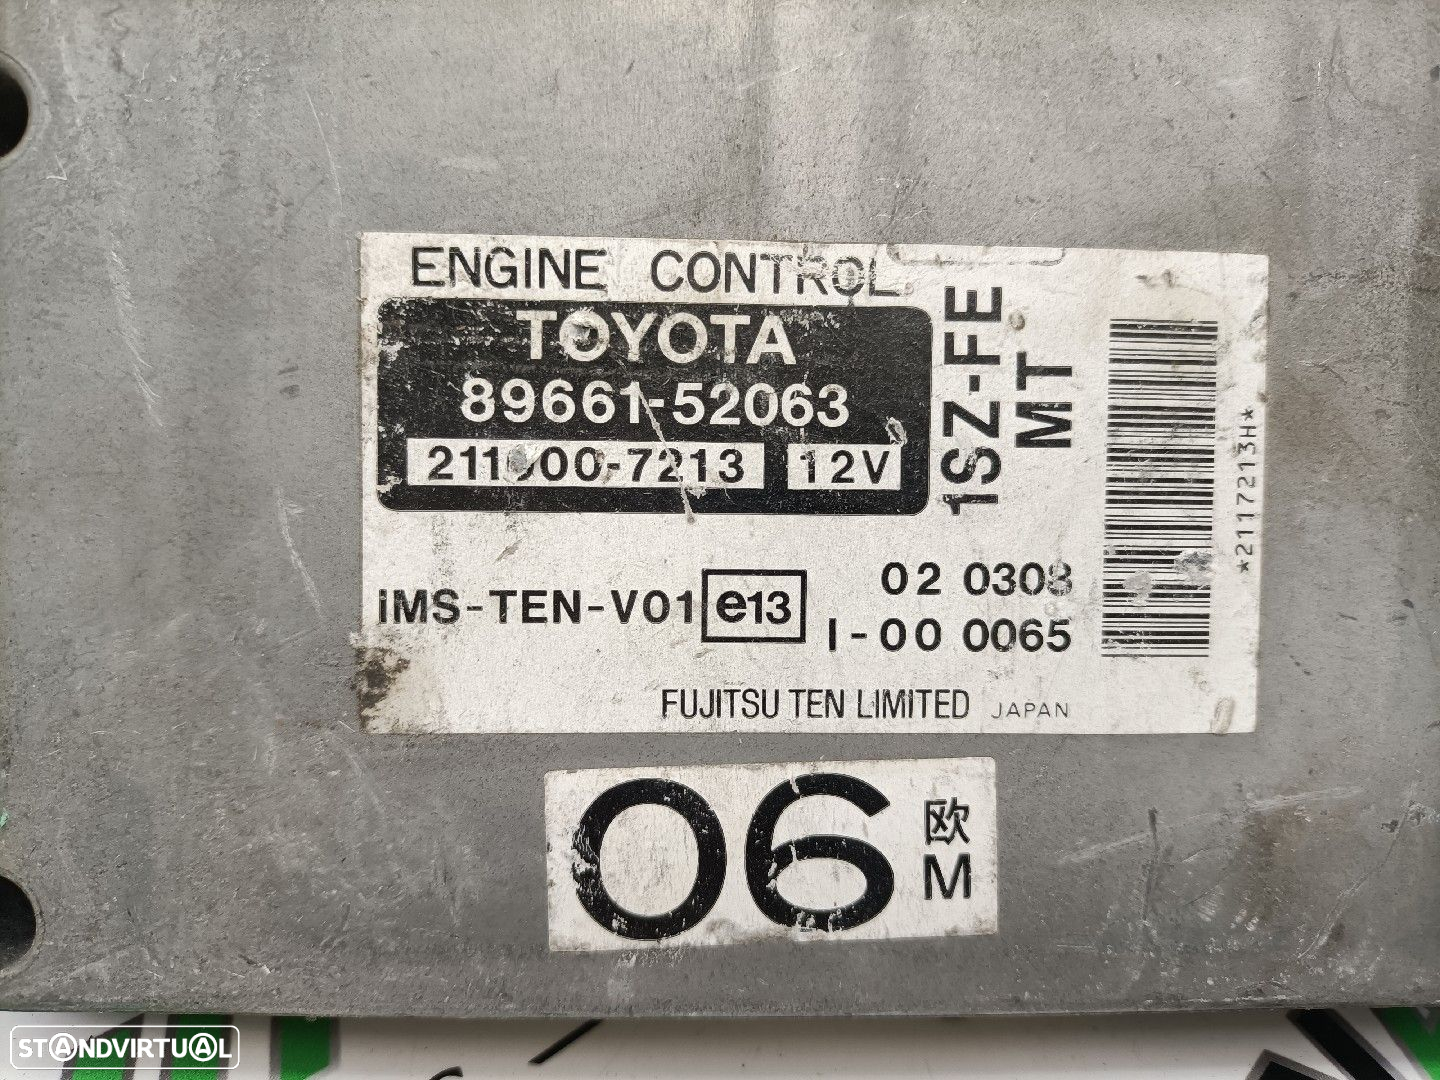 ENGINE CONTROL
TOYOTA
89661-52063
211000-7213 12V
1SZ-FE
MT
*2117213H*
IMS-TEN-V01 e13
02 0308
I-00 0065
FUJITSU TEN LIMITED JAPAN
06 欧
M
STANDVIRTUAL